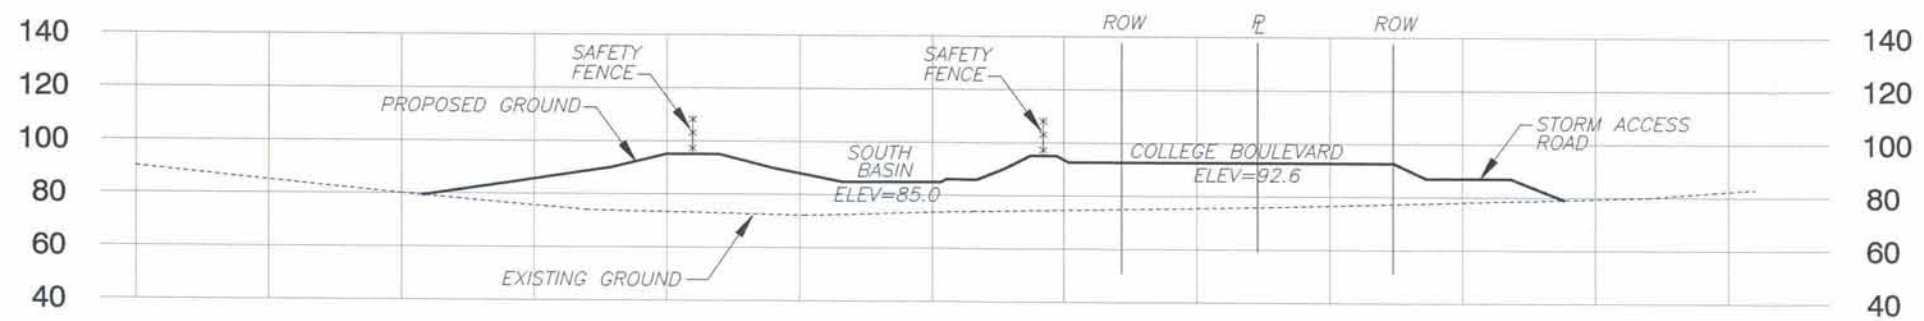 ROW
℄
ROW
140
140
SAFETY
FENCE
SAFETY
FENCE
120
120
PROPOSED GROUND
STORM ACCESS
ROAD
100
100
SOUTH
BASIN
ELEV=85.0
COLLEGE BOULEVARD
ELEV=92.6
80
80
60
60
EXISTING GROUND
40
40